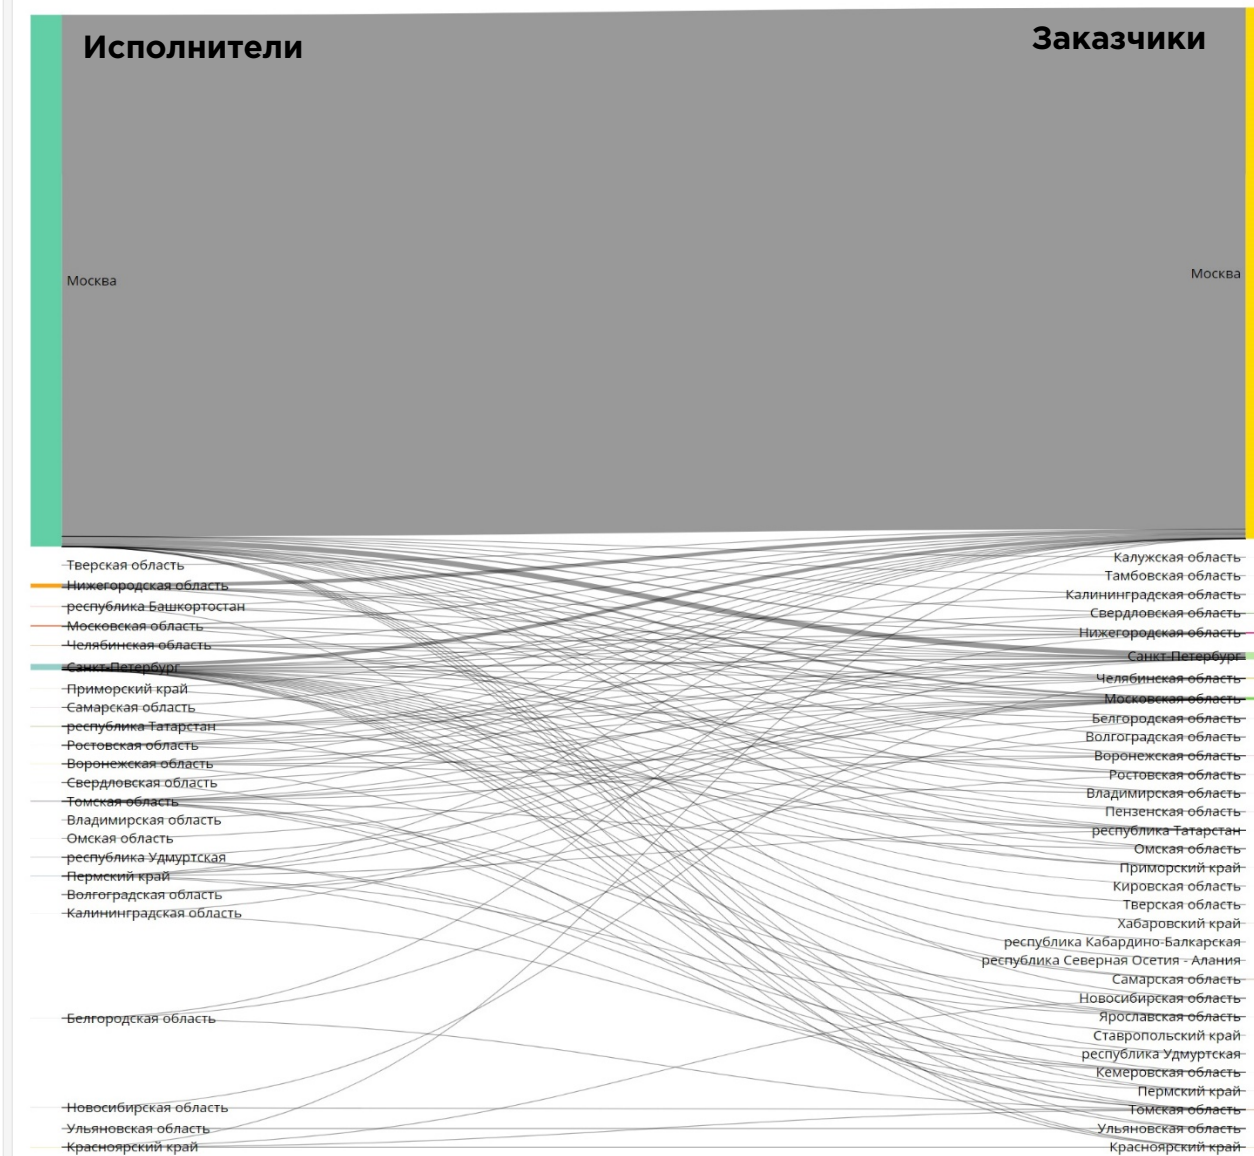 Исполнители
Заказчики
Москва
Москва
Тверская область
Нижегородская область
республика Башкортостан
Московская область
Челябинская область
Санкт-Петербург
Приморский край
Самарская область
республика Татарстан
Ростовская область
Воронежская область
Свердловская область
Томская область
Владимирская область
Омская область
республика Удмуртская
Пермский край
Волгоградская область
Калининградская область
Белгородская область
Новосибирская область
Ульяновская область
Красноярский край
Калужская область
Тамбовская область
Калининградская область
Свердловская область
Нижегородская область
Санкт-Петербург
Челябинская область
Московская область
Белгородская область
Волгоградская область
Воронежская область
Ростовская область
Владимирская область
Пензенская область
республика Татарстан
Омская область
Приморский край
Кировская область
Тверская область
Хабаровский край
республика Кабардино-Балкарская
республика Северная Осетия - Алания
Самарская область
Новосибирская область
Ярославская область
Ставропольский край
республика Удмуртская
Кемеровская область
Пермский край
Томская область
Ульяновская область
Красноярский край